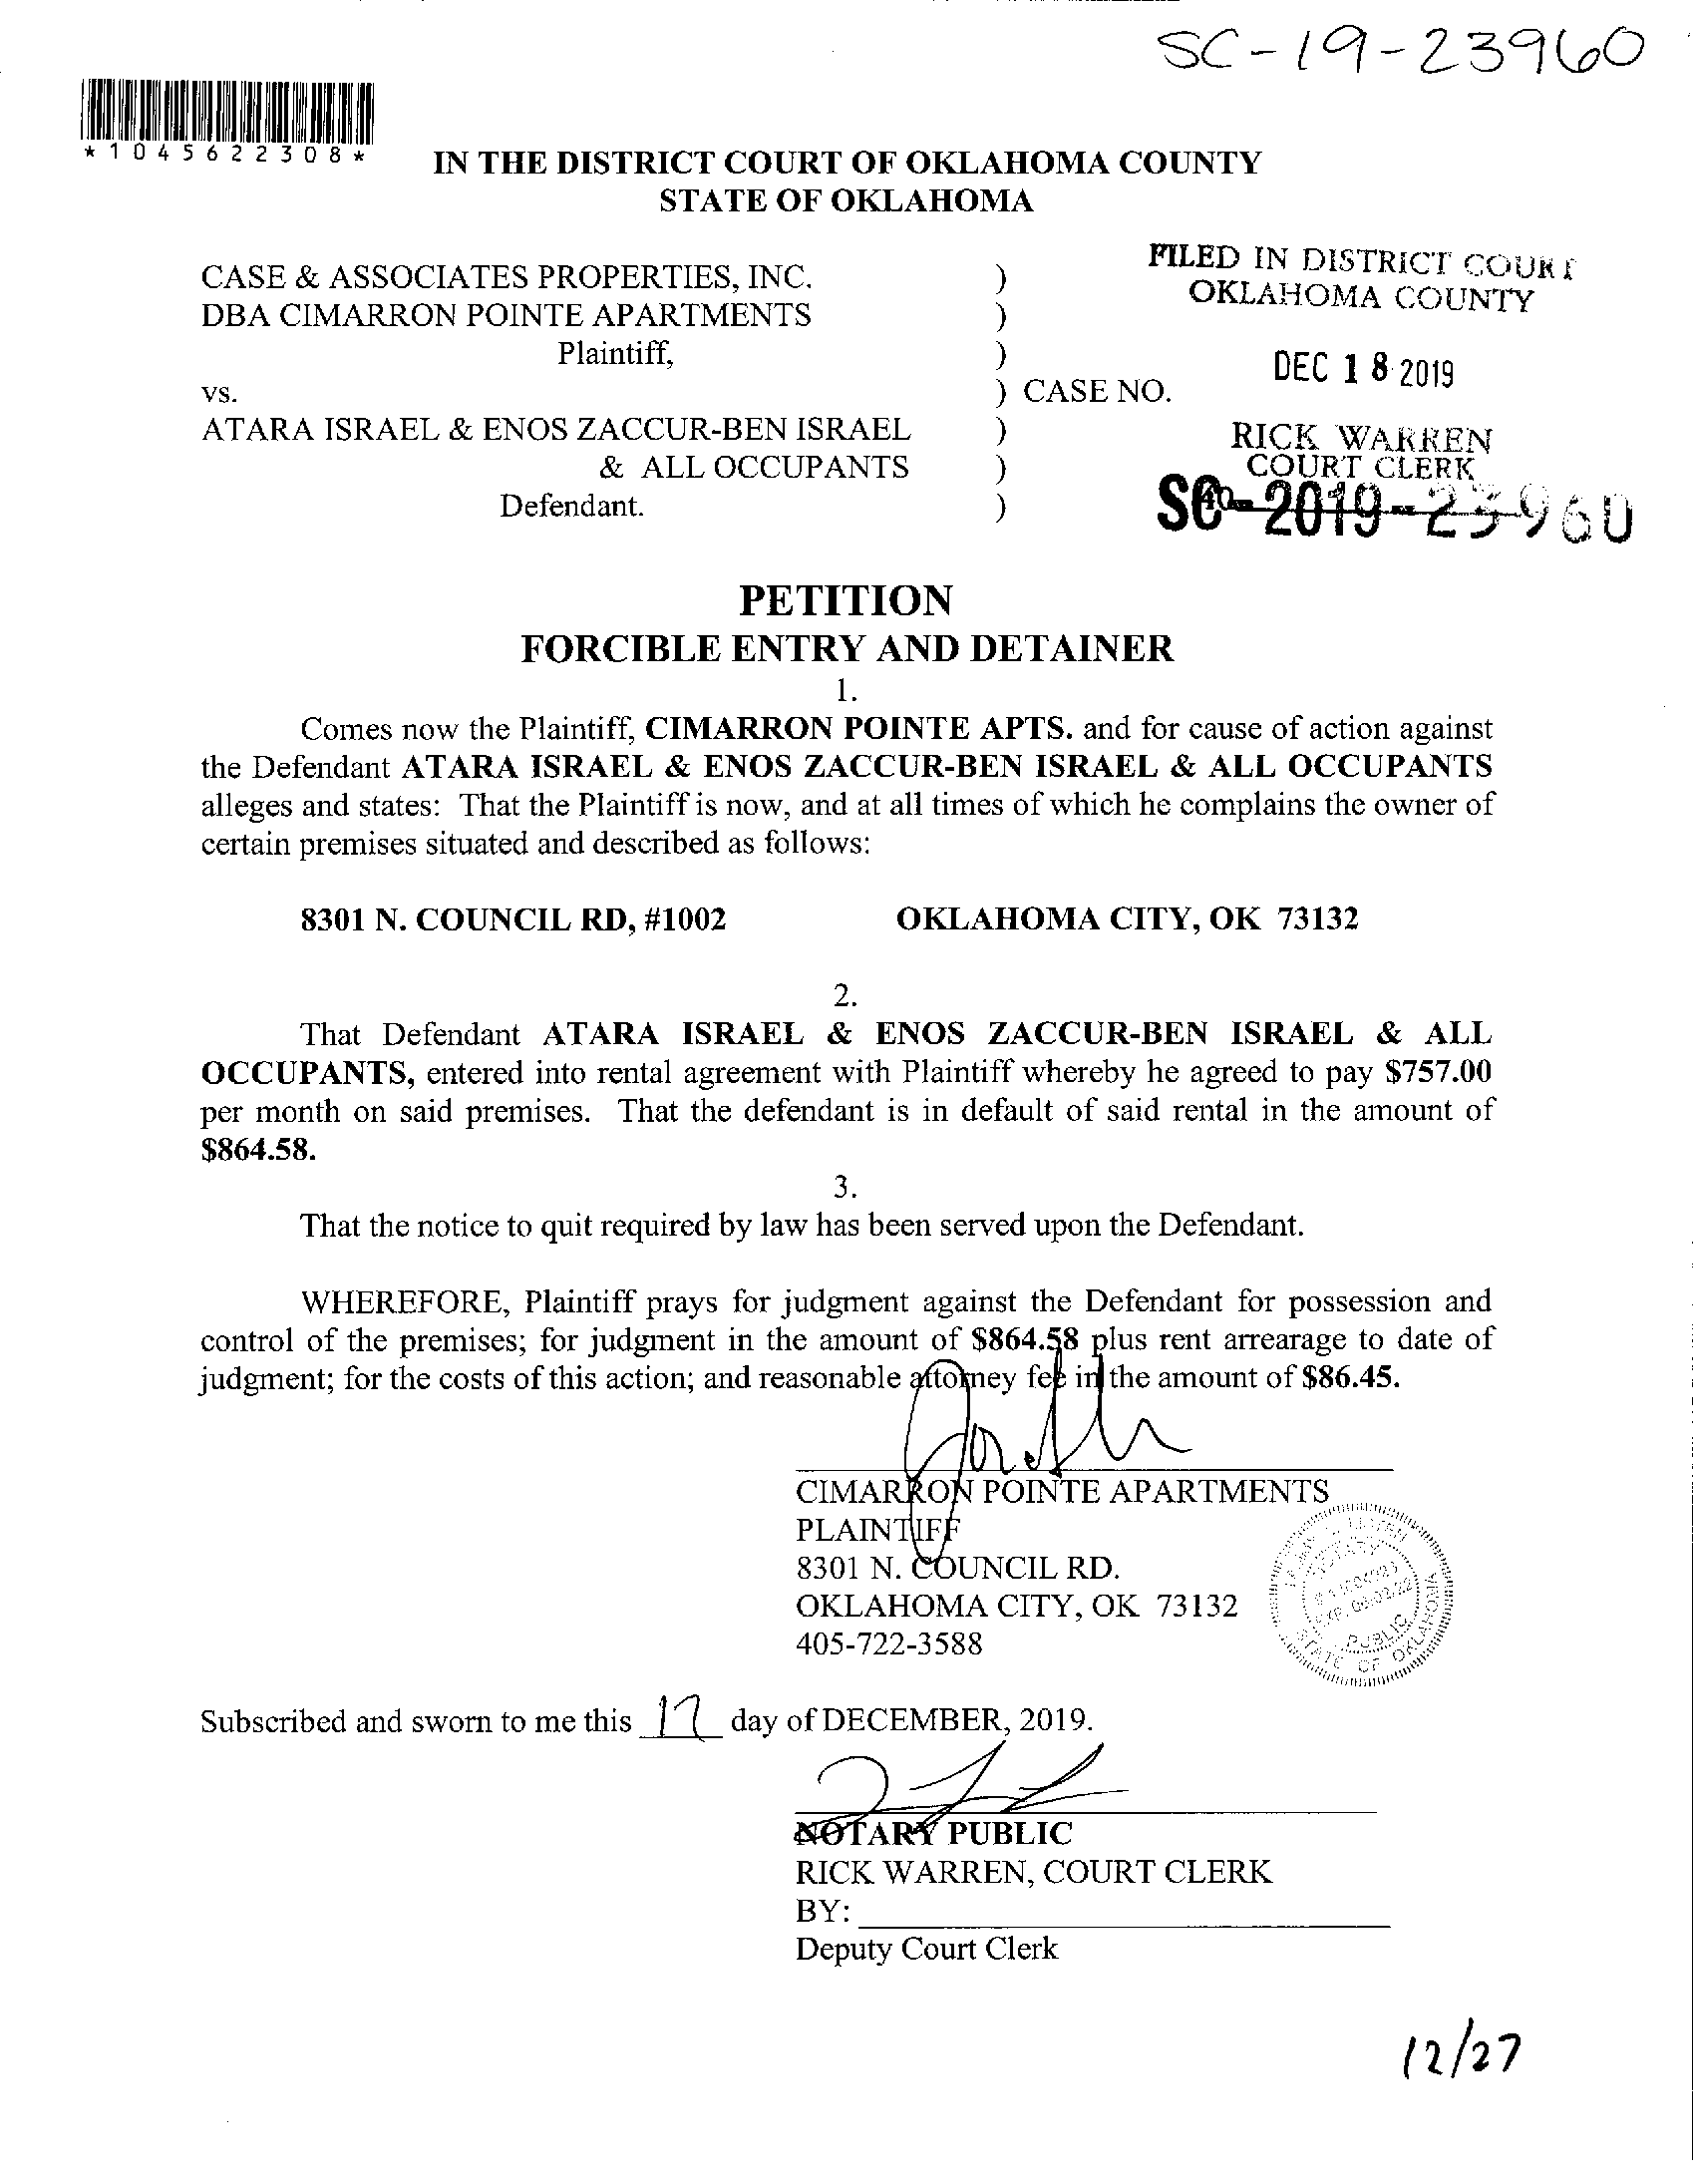 SC-19-23960
*1045622308*
IN THE DISTRICT COURT OF OKLAHOMA COUNTY
STATE OF OKLAHOMA
CASE & ASSOCIATES PROPERTIES, INC. )
DBA CIMARRON POINTE APARTMENTS )
Plaintiff, )
vs. ) CASE NO.
ATARA ISRAEL & ENOS ZACCUR-BEN ISRAEL )
& ALL OCCUPANTS )
Defendant. )
FILED IN DISTRICT COURT
OKLAHOMA COUNTY
DEC 18 2019
RICK WARREN
COURT CLERK
SC-2019-23960
PETITION
FORCIBLE ENTRY AND DETAINER
1.
Comes now the Plaintiff, CIMARRON POINTE APTS. and for cause of action against
the Defendant ATARA ISRAEL & ENOS ZACCUR-BEN ISRAEL & ALL OCCUPANTS
alleges and states: That the Plaintiff is now, and at all times of which he complains the owner of
certain premises situated and described as follows:
8301 N. COUNCIL RD, #1002 OKLAHOMA CITY, OK 73132
2.
That Defendant ATARA ISRAEL & ENOS ZACCUR-BEN ISRAEL & ALL
OCCUPANTS, entered into rental agreement with Plaintiff whereby he agreed to pay $757.00
per month on said premises. That the defendant is in default of said rental in the amount of
$864.58.
3.
That the notice to quit required by law has been served upon the Defendant.
WHEREFORE, Plaintiff prays for judgment against the Defendant for possession and
control of the premises; for judgment in the amount of $864.58 plus rent arrearage to date of
judgment; for the costs of this action; and reasonable attorney fee in the amount of $86.45.
CIMARRON POINTE APARTMENTS
PLAINTIFF
8301 N. COUNCIL RD.
OKLAHOMA CITY, OK 73132
405-722-3588
NOTARY
EXP. 
PUBLIC
STATE OF OKLAHOMA
Subscribed and sworn to me this 17 day of DECEMBER, 2019.
NOTARY PUBLIC
RICK WARREN, COURT CLERK
BY:
Deputy Court Clerk
12/27